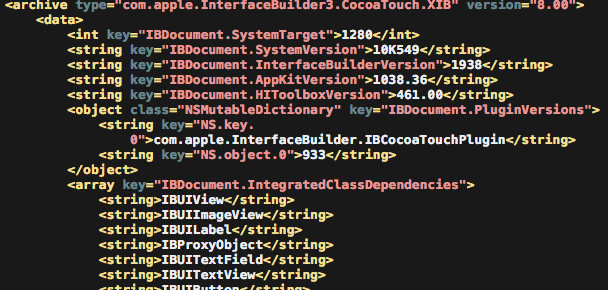 <archive type="com.apple.InterfaceBuilder3.CocoaTouch.XIB" version="8.00">
<data>
<int key="IBDocument.SystemTarget">1280</int>
<string key="IBDocument.SystemVersion">10K549</string>
<string key="IBDocument.InterfaceBuilderVersion">1938</string>
<string key="IBDocument.AppKitVersion">1038.36</string>
<string key="IBDocument.HIToolboxVersion">461.00</string>
<object class="NSMutableDictionary" key="IBDocument.PluginVersions">
<string key="NS.key.
0">com.apple.InterfaceBuilder.IBCocoaTouchPlugin</string>
<string key="NS.object.0">933</string>
</object>
<array key="IBDocument.IntegratedClassDependencies">
<string>IBUIView</string>
<string>IBUIImageView</string>
<string>IBUILabel</string>
<string>IBProxyObject</string>
<string>IBUITextField</string>
<string>IBUITextView</string>
<string>IBUIButton</string>